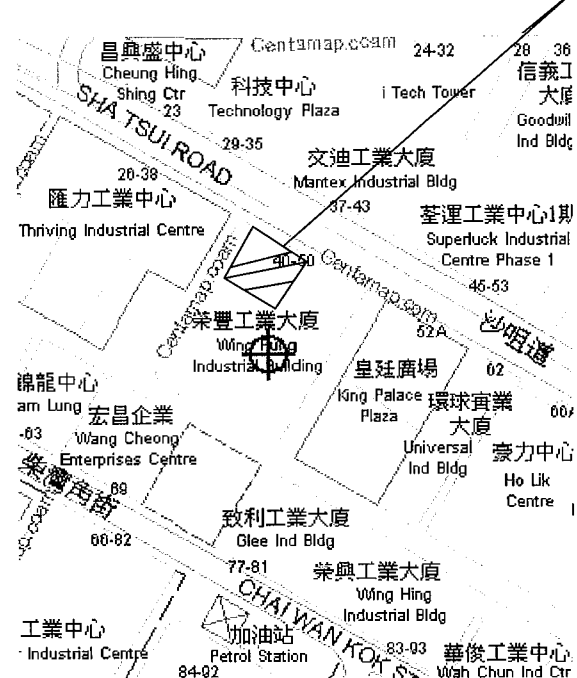 昌興盛中心
Cheung Hing
Shing Ctr
23
Centamap.com
24-32
28 36
信義工
大廈
Goodwil
Ind Bldg
科技中心
Technology Plaza
i Tech Tower
SHA TSUI ROAD
29-35
文迪工業大廈
Mantex Industrial Bldg
37-43
26-38
匯力工業中心
Thriving Industrial Centre
荃運工業中心1期
Superluck Industrial
Centre Phase 1
45-53
40-50
Centamap.com
Centamap.com
沙咀道
榮豐工業大廈
Wing Fung
Industrial Building
52A
62
皇廷廣場
King Palace
Plaza
環球實業
大廈
Universal
Ind Bldg
豪力中心
Ho Lik
Centre
錦龍中心
am Lung
-63
宏昌企業
Wang Cheong
Enterprises Centre
柴灣角街
69
66-82
致利工業大廈
Glee Ind Bldg
77-81
榮興工業大廈
Wing Hing
Industrial Bldg
CHAI WAN KOK ST
工業中心
Industrial Centre
加油站
Petrol Station
84-92
83-93
華俊工業中心
Wah Chun Ind Ctr